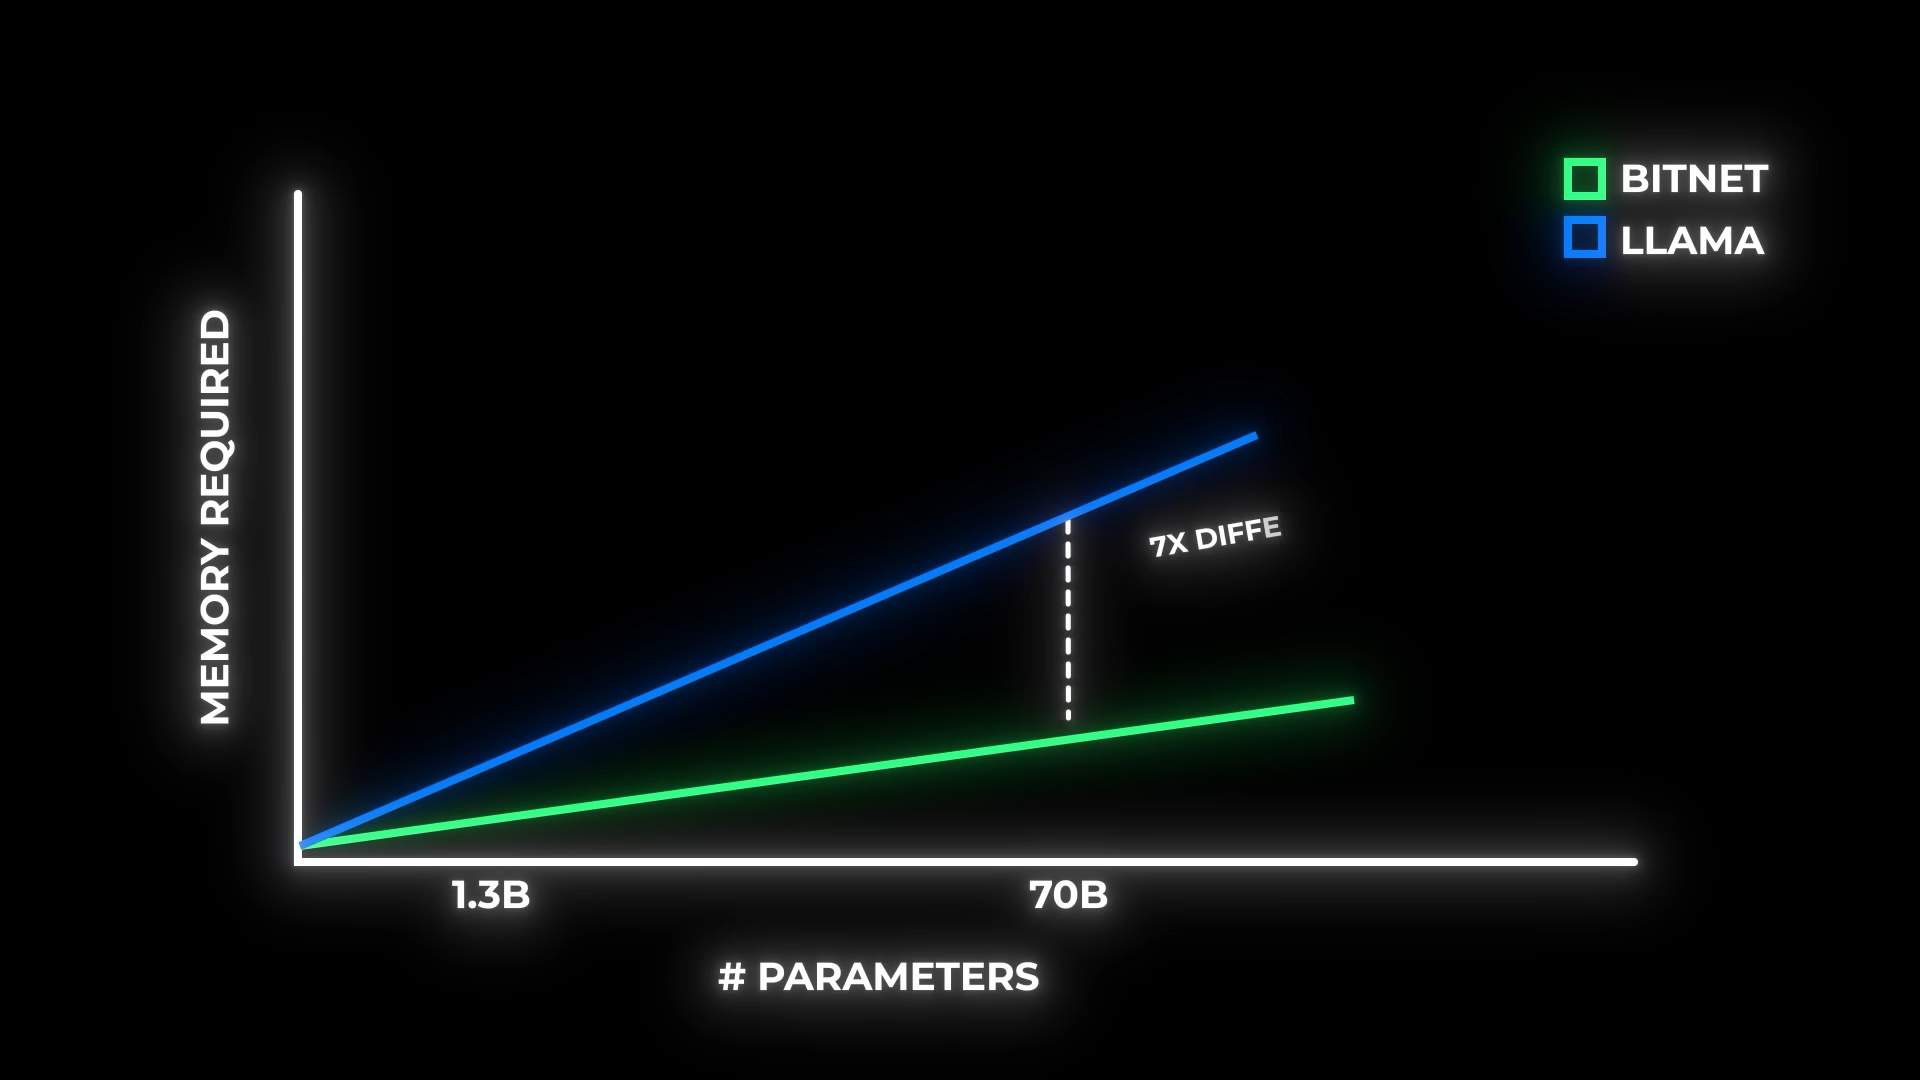 BITNET
LLAMA
MEMORY REQUIRED
7X DIFFE
1.3B
70B
# PARAMETERS